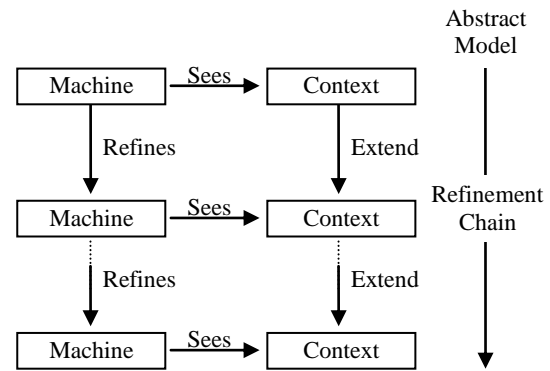 Abstract
Model
Machine
Sees
Context
Refines
Extend
Refinement
Chain
Machine
Sees
Context
Refines
Extend
Machine
Sees
Context